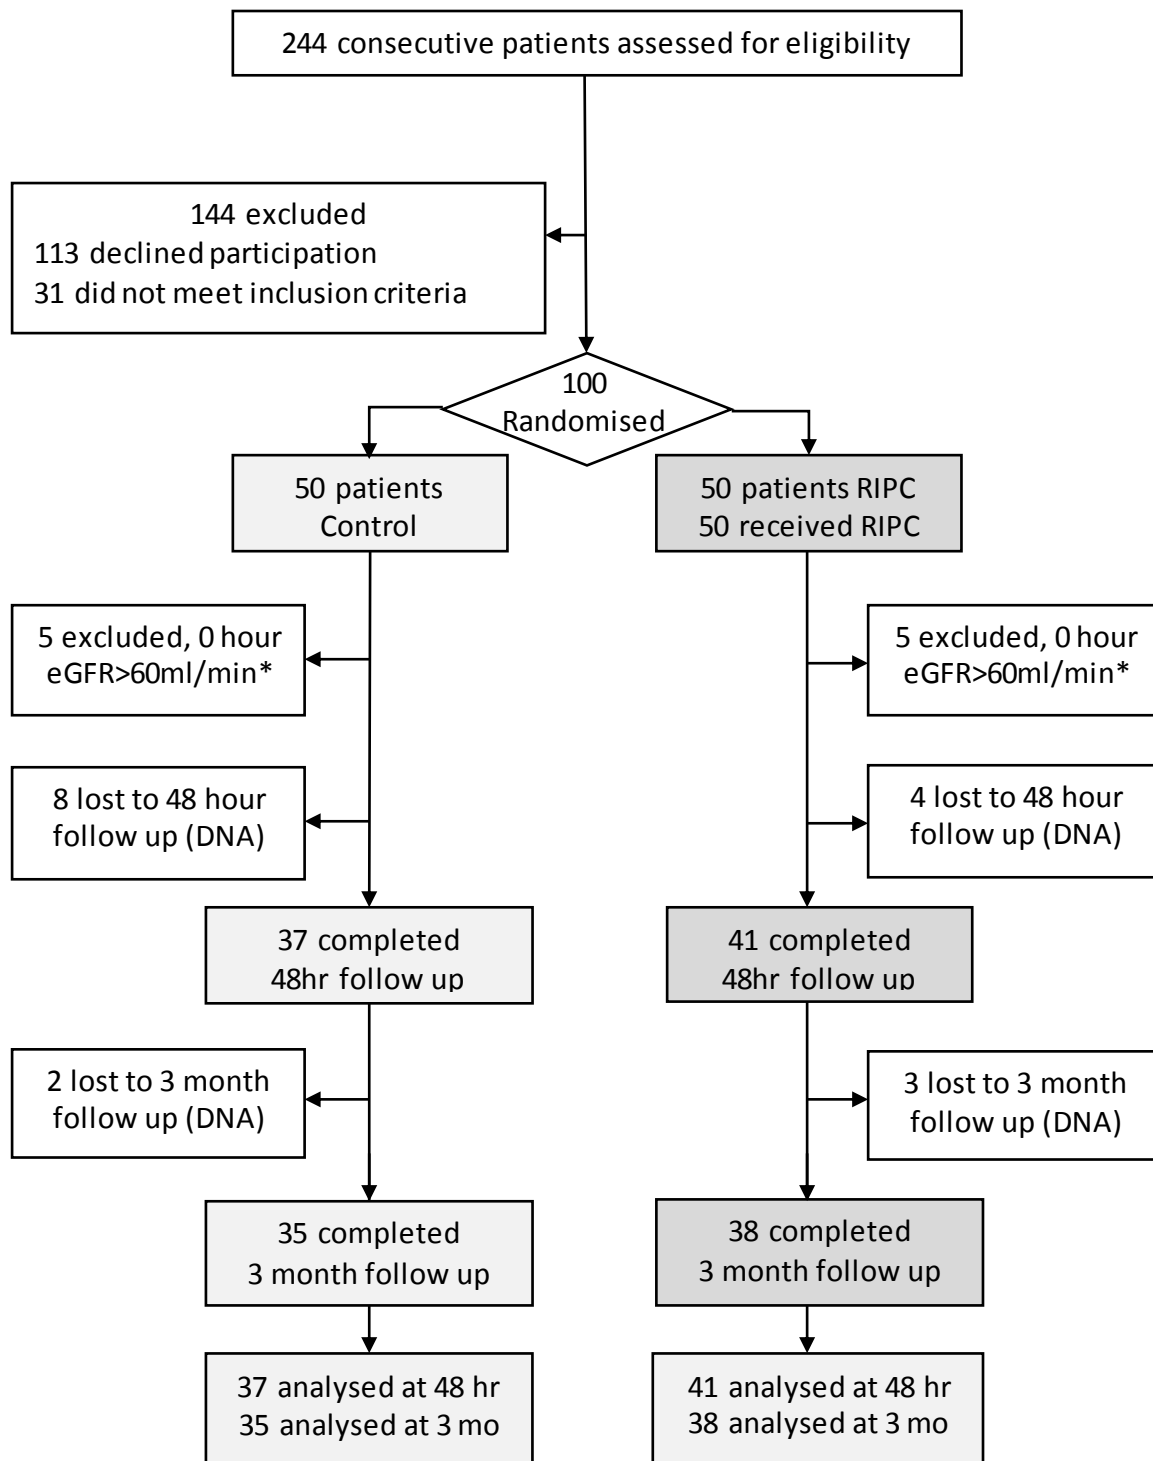 244 consecutive patients assessed for eligibility
144 excluded
113 declined participation
31 did not meet inclusion criteria
100
Randomised
50 patients
Control
50 patients RIPC
50 received RIPC
5 excluded, 0 hour
eGFR>60ml/min*
5 excluded, 0 hour
eGFR>60ml/min*
8 lost to 48 hour
follow up (DNA)
4 lost to 48 hour
follow up (DNA)
37 completed
48hr follow up
41 completed
48hr follow up
2 lost to 3 month
follow up (DNA)
3 lost to 3 month
follow up (DNA)
35 completed
3 month follow up
38 completed
3 month follow up
37 analysed at 48 hr
35 analysed at 3 mo
41 analysed at 48 hr
38 analysed at 3 mo